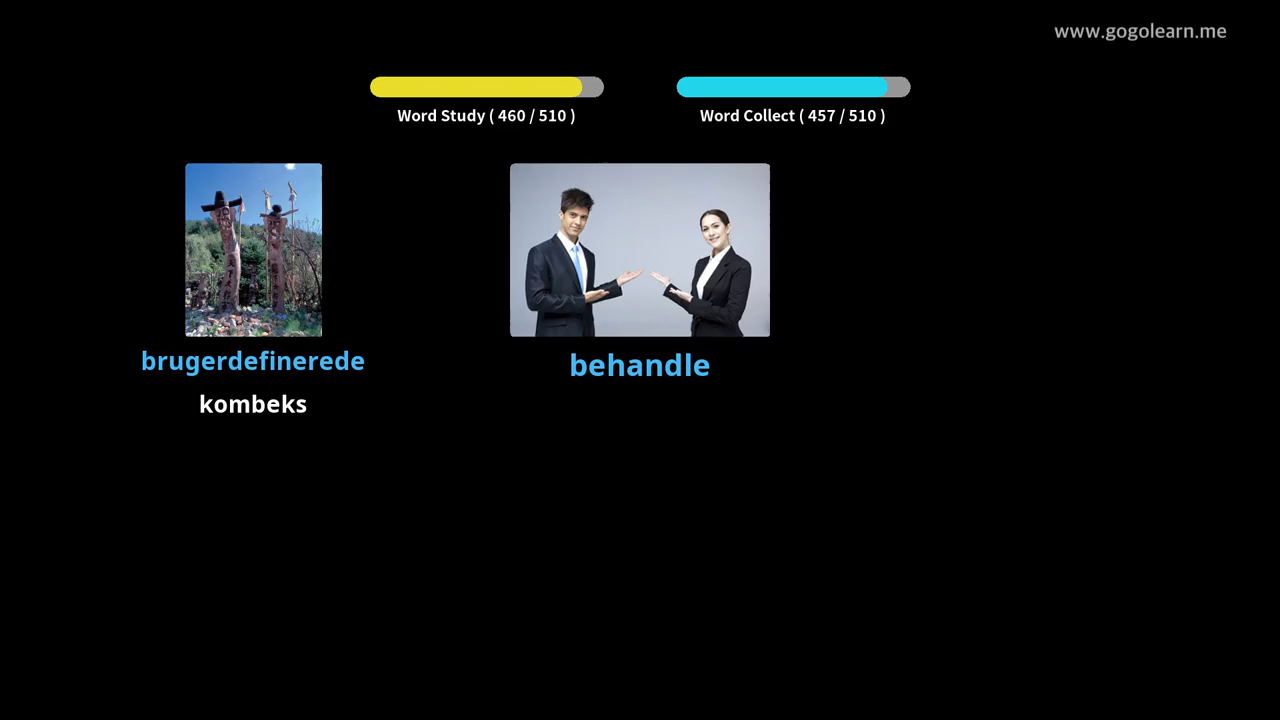 www.gogolearn.me
Word Study ( 460 / 510 )
Word Collect ( 457 / 510 )
brugerdefinerede
kombeks
behandle